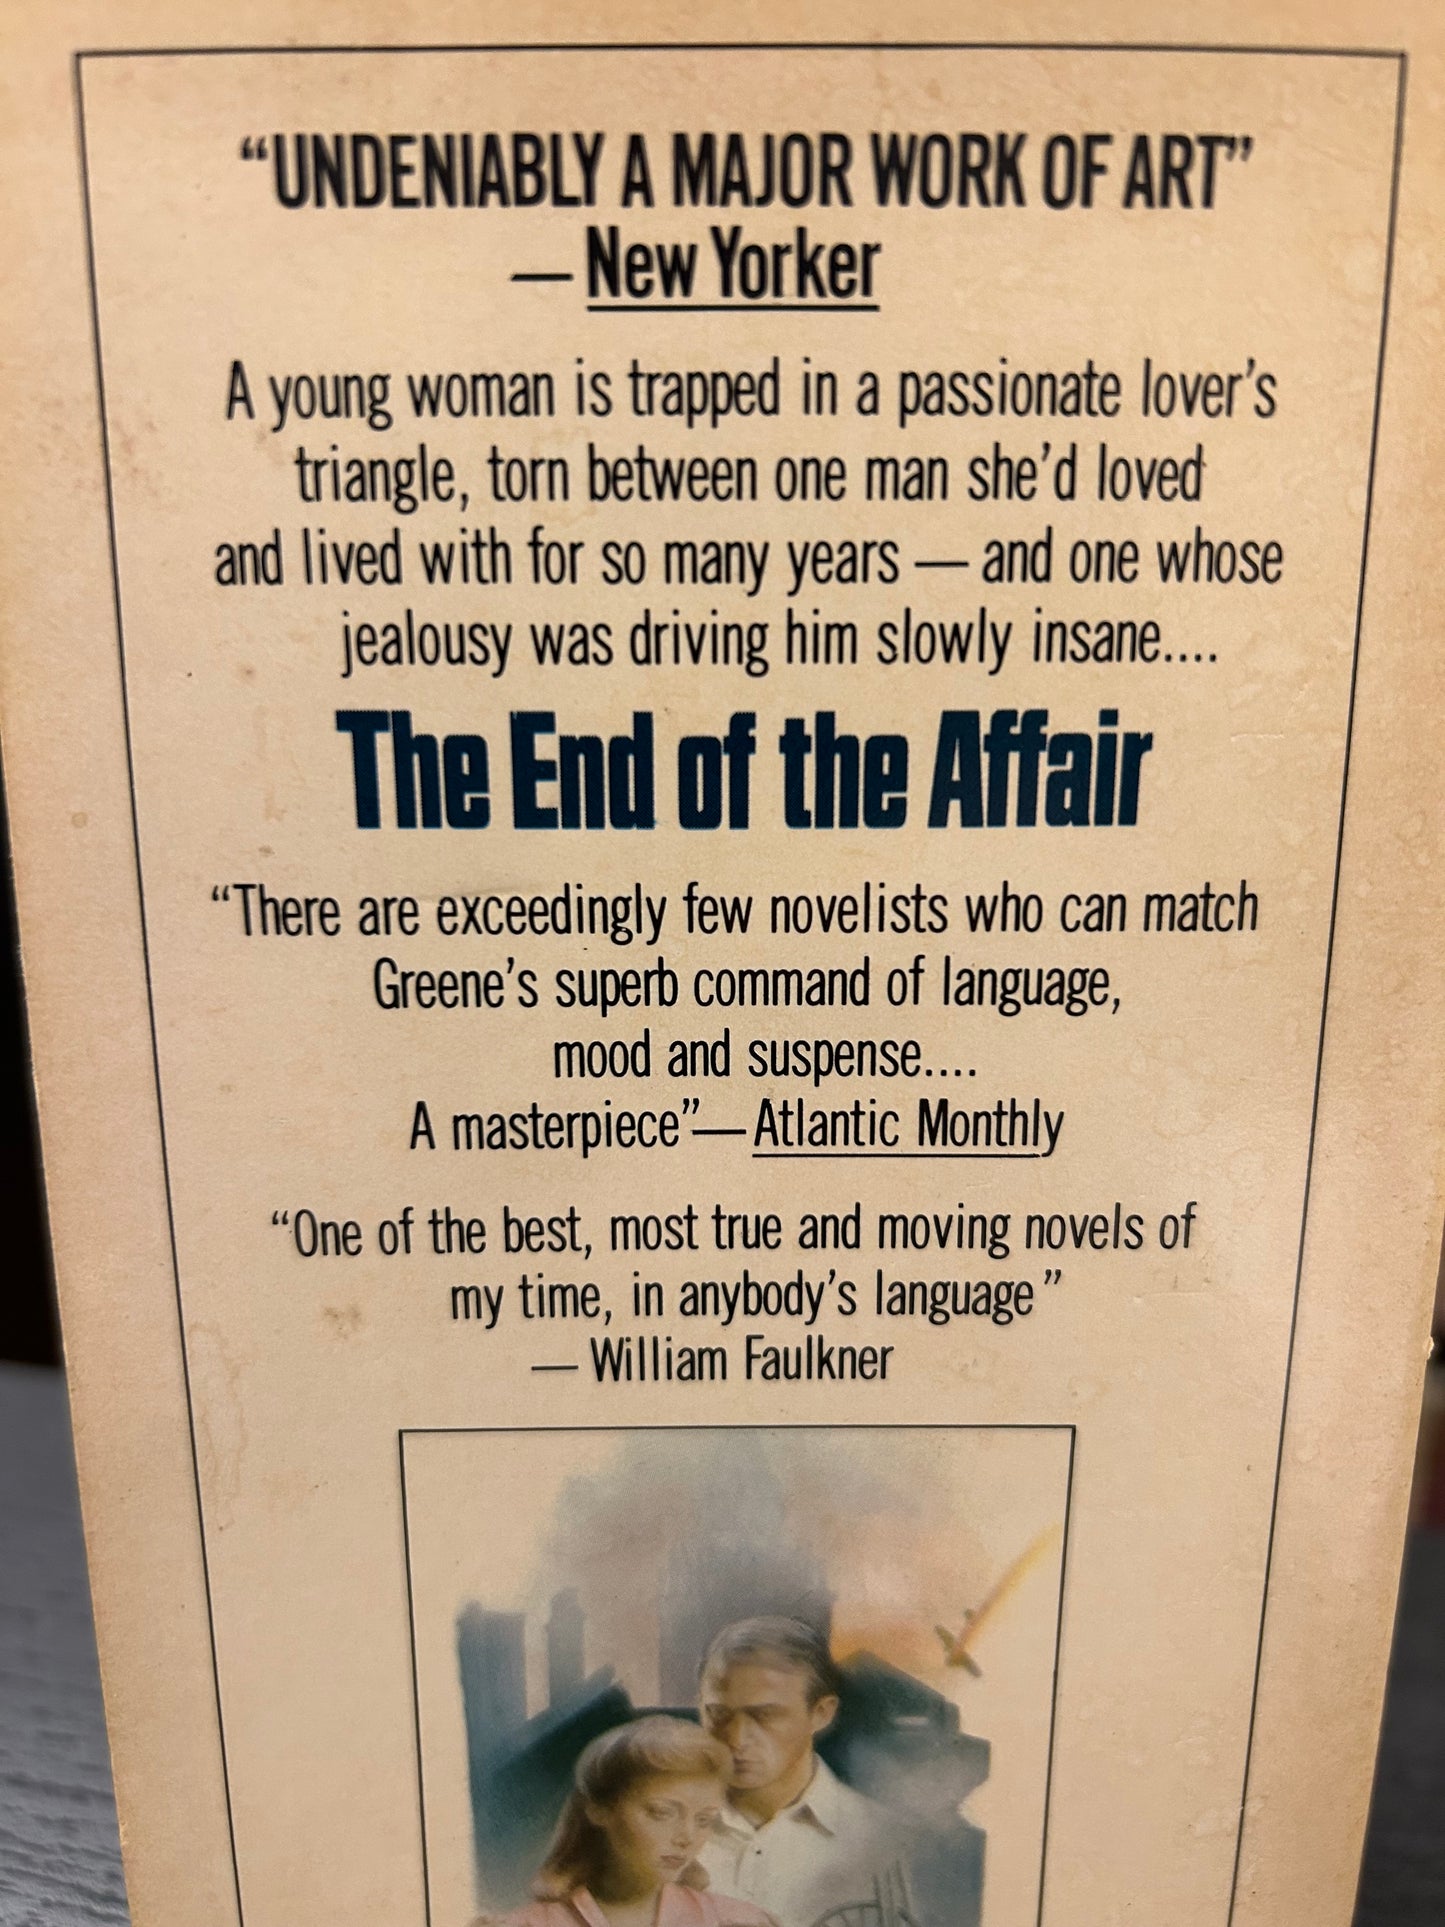 “UNDENIABLY A MAJOR WORK OF ART”
— New Yorker
A young woman is trapped in a passionate lover’s
triangle, torn between one man she’d loved
and lived with for so many years — and one whose
jealousy was driving him slowly insane....
The End of the Affair
“There are exceedingly few novelists who can match
Greene’s superb command of language,
mood and suspense....
A masterpiece”—Atlantic Monthly
“One of the best, most true and moving novels of
my time, in anybody’s language”
— William Faulkner